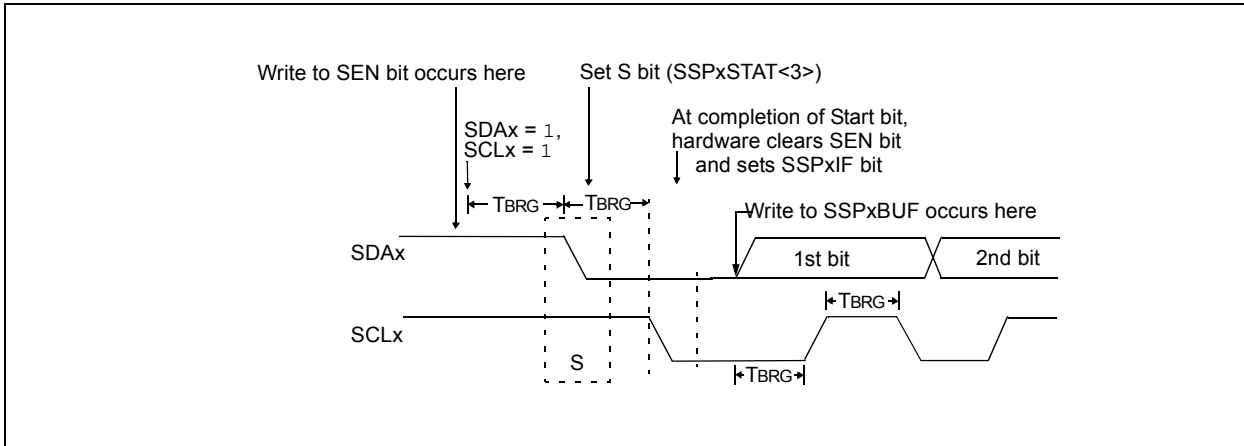 Write to SEN bit occurs here
Set S bit (SSPxSTAT<3>)
At completion of Start bit,
hardware clears SEN bit
and sets SSPxIF bit
SDAx = 1,
SCLx = 1
TBRG
TBRG
Write to SSPxBUF occurs here
SDAx
1st bit
2nd bit
TBRG
SCLx
S
TBRG